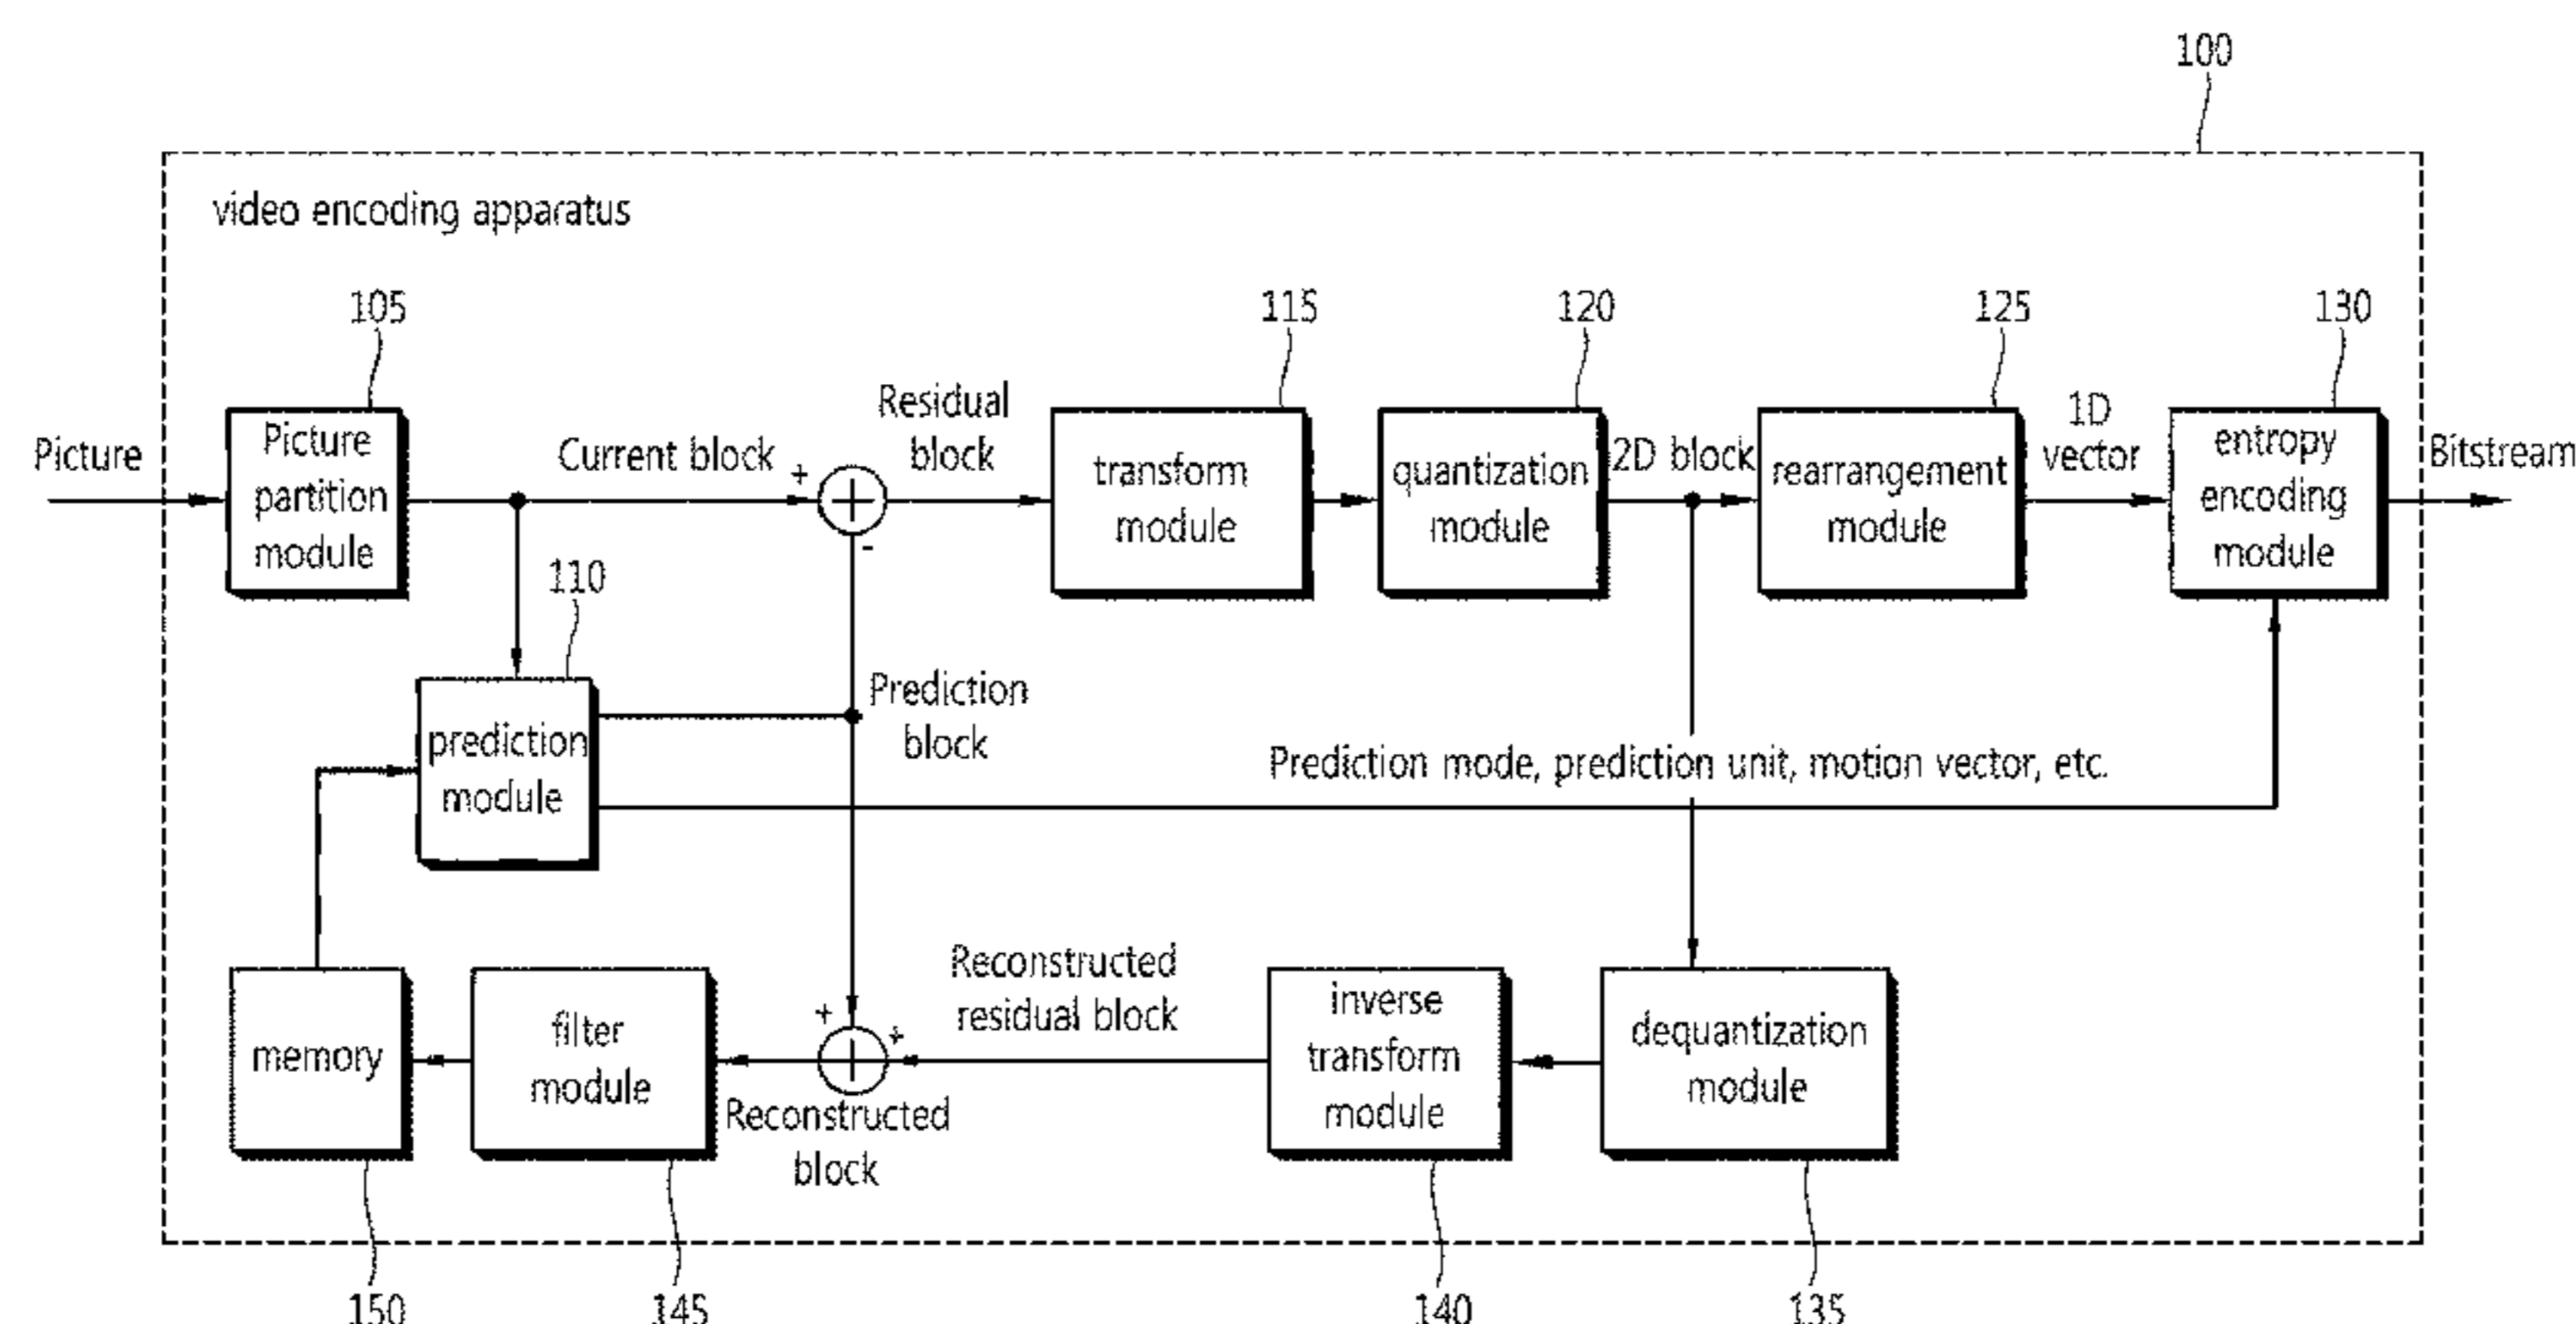 100
video encoding apparatus
105
115
120
125
130
Picture
Picture
partition
module
Current block
+
-
Residual
block
transform
module
quantization
module
2D block
rearrangement
module
1D
vector
entropy
encoding
module
Bitstream
110
prediction
module
Prediction
block
Prediction mode, prediction unit, motion vector, etc.
memory
filter
module
+
+
Reconstructed
block
Reconstructed
residual block
inverse
transform
module
dequantization
module
150
145
140
135